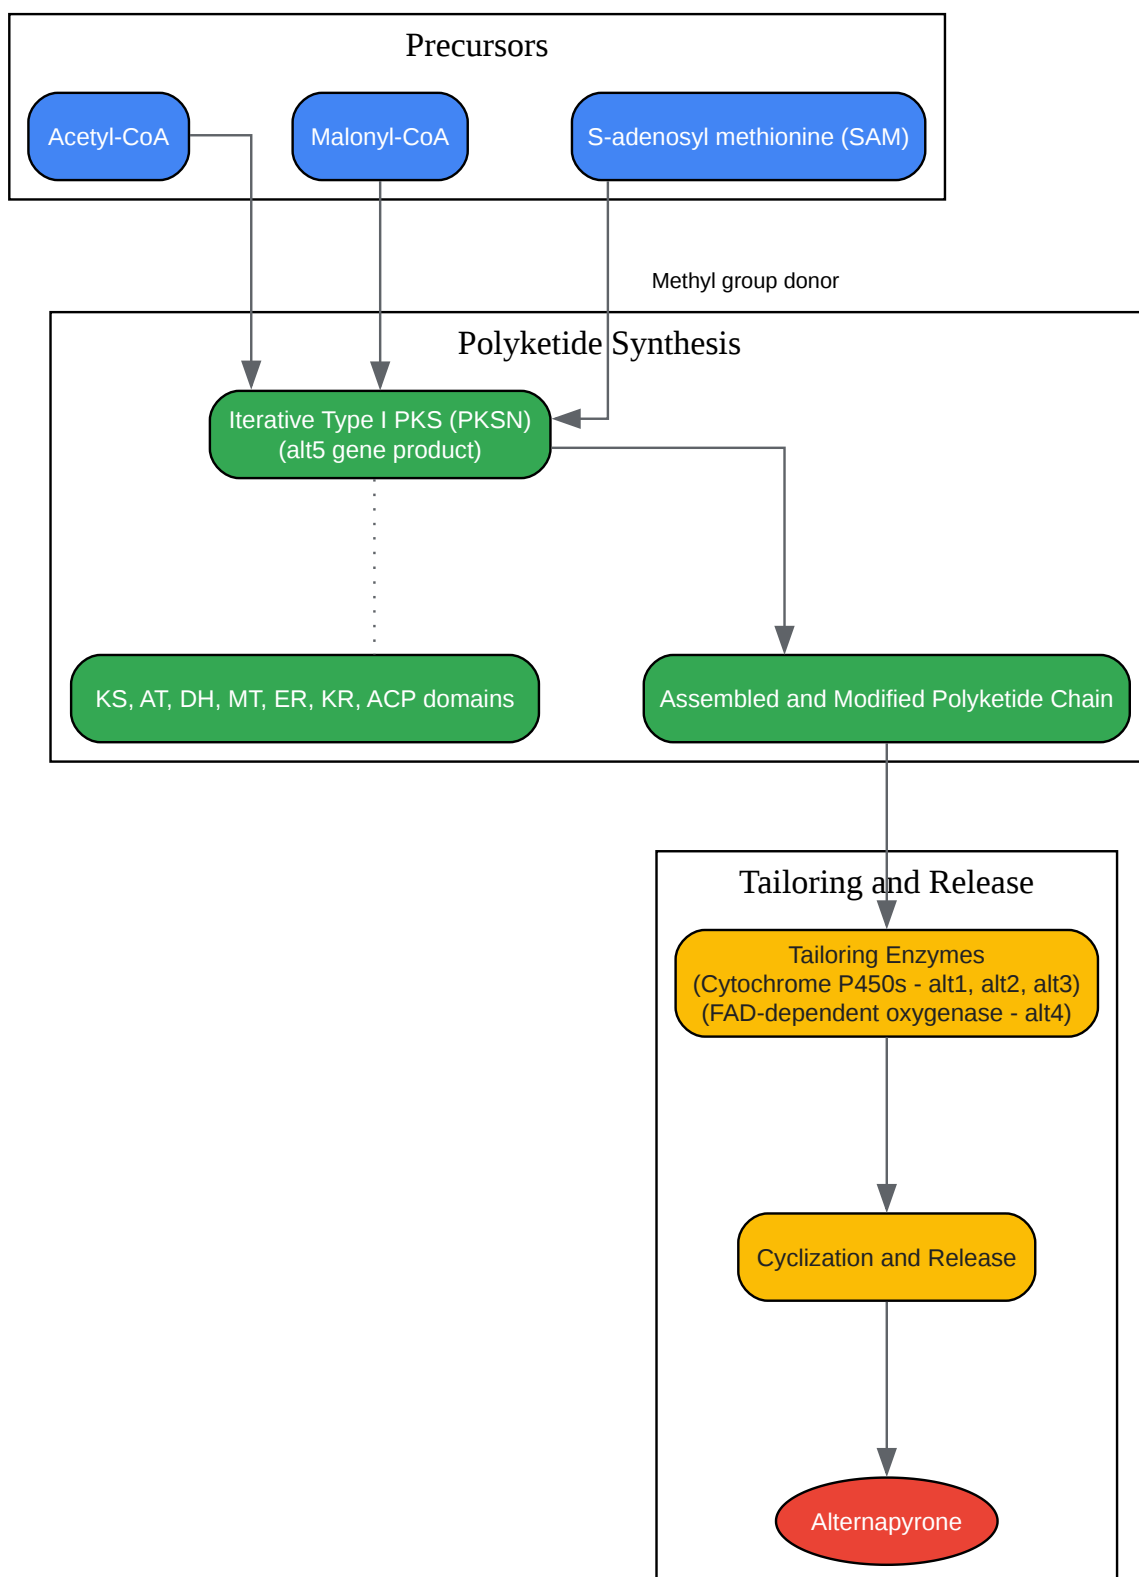 Precursors
Acetyl-CoA
Malonyl-CoA
S-adenosyl methionine (SAM)
Methyl group donor
Polyketide Synthesis
Iterative Type I PKS (PKSN)
(alt5 gene product)
KS, AT, DH, MT, ER, KR, ACP domains
Assembled and Modified Polyketide Chain
Tailoring and Release
Tailoring Enzymes
(Cytochrome P450s - alt1, alt2, alt3)
(FAD-dependent oxygenase - alt4)
Cyclization and Release
Alternapyrone